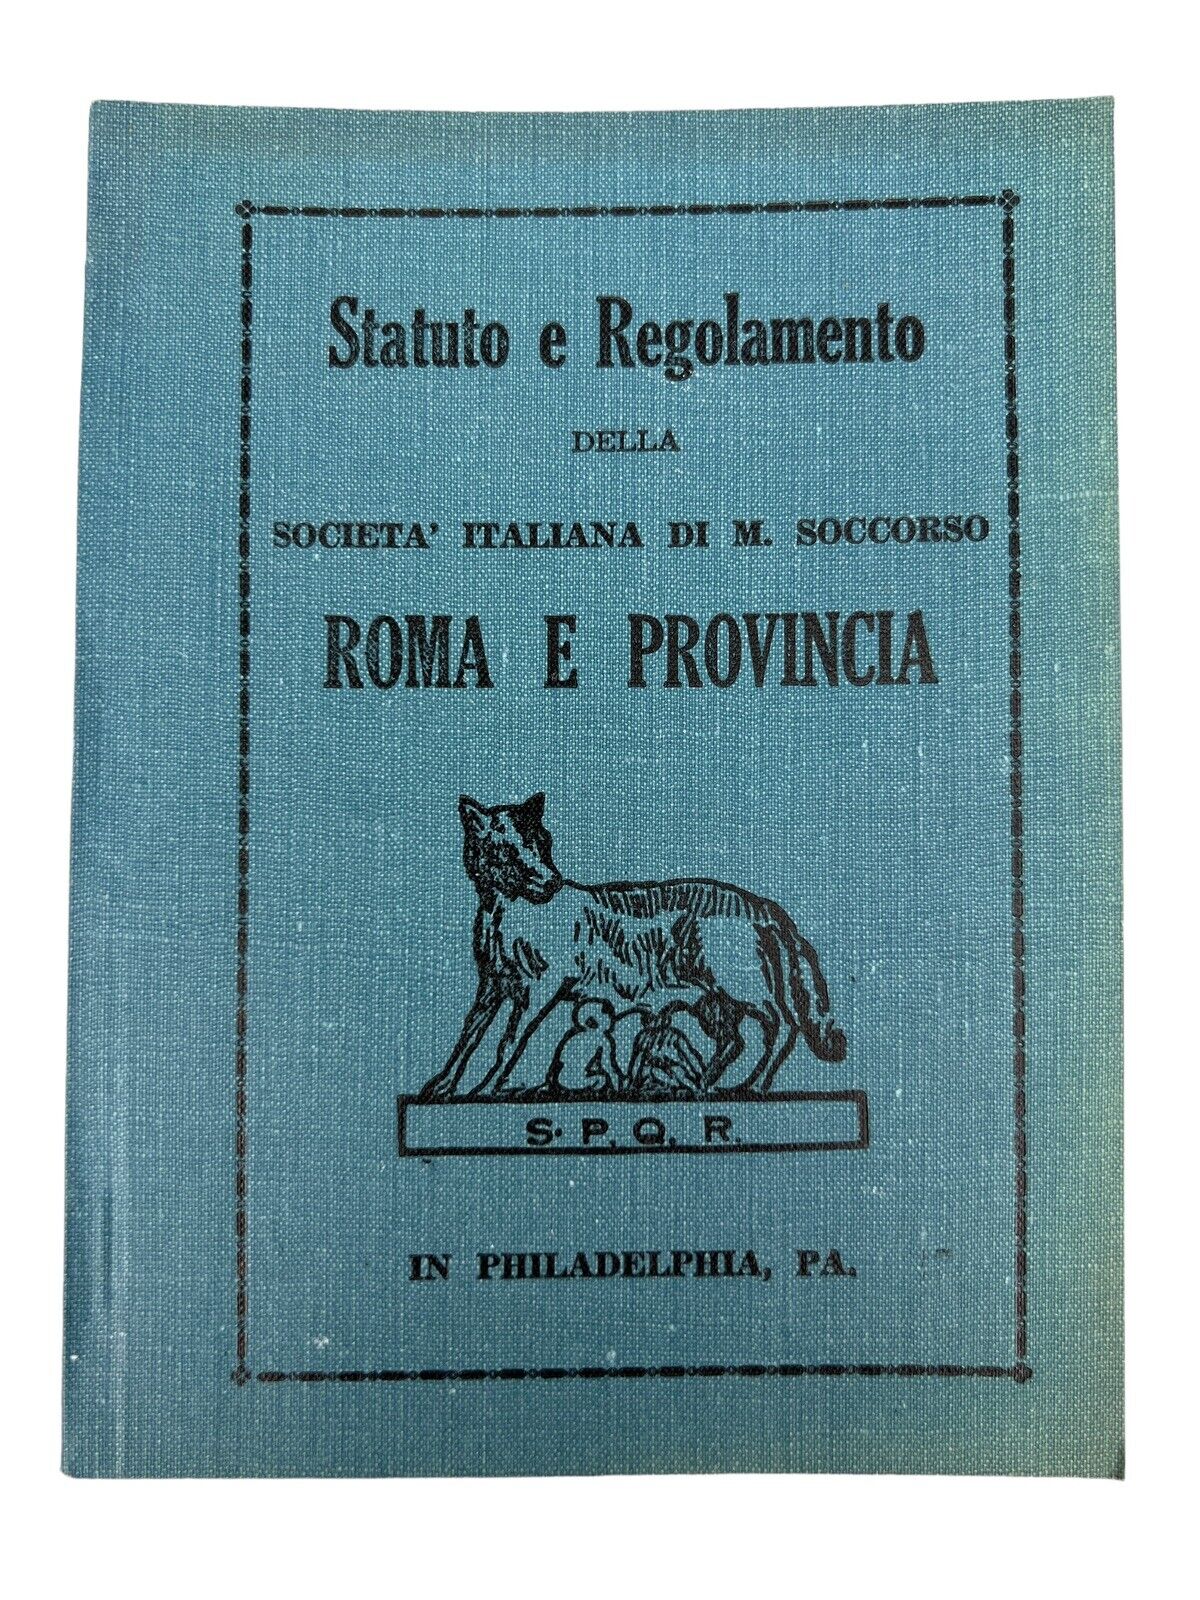 Statuto e Regolamento
DELLA
SOCIETA' ITALIANA DI M. SOCCORSO
ROMA E PROVINCIA
S. P. Q. R.
IN PHILADELPHIA, PA.